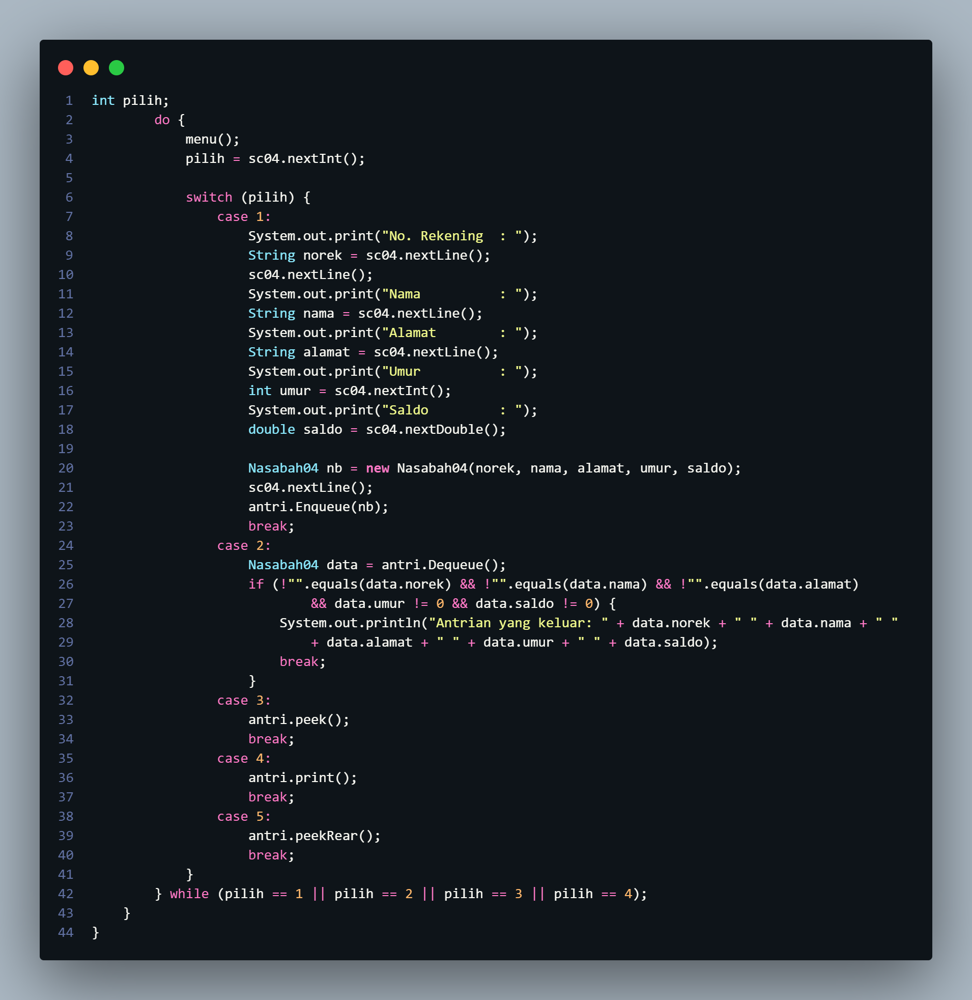 1 int pilih;
2         do {
3             menu();
4             pilih = sc04.nextInt();
5
6             switch (pilih) {
7                 case 1:
8                     System.out.print("No. Rekening  : ");
9                     String norek = sc04.nextLine();
10                     sc04.nextLine();
11                     System.out.print("Nama          : ");
12                     String nama = sc04.nextLine();
13                     System.out.print("Alamat        : ");
14                     String alamat = sc04.nextLine();
15                     System.out.print("Umur          : ");
16                     int umur = sc04.nextInt();
17                     System.out.print("Saldo         : ");
18                     double saldo = sc04.nextDouble();
19
20                     Nasabah04 nb = new Nasabah04(norek, nama, alamat, umur, saldo);
21                     sc04.nextLine();
22                     antri.Enqueue(nb);
23                     break;
24                 case 2:
25                     Nasabah04 data = antri.Dequeue();
26                     if (!"".equals(data.norek) && !"".equals(data.nama) && !"".equals(data.alamat)
27                             && data.umur != 0 && data.saldo != 0) {
28                         System.out.println("Antrian yang keluar: " + data.norek + " " + data.nama + " "
29                             + data.alamat + " " + data.umur + " " + data.saldo);
30                         break;
31                     }
32                 case 3:
33                     antri.peek();
34                     break;
35                 case 4:
36                     antri.print();
37                     break;
38                 case 5:
39                     antri.peekRear();
40                     break;
41             }
42         } while (pilih == 1 || pilih == 2 || pilih == 3 || pilih == 4);
43     }
44 }